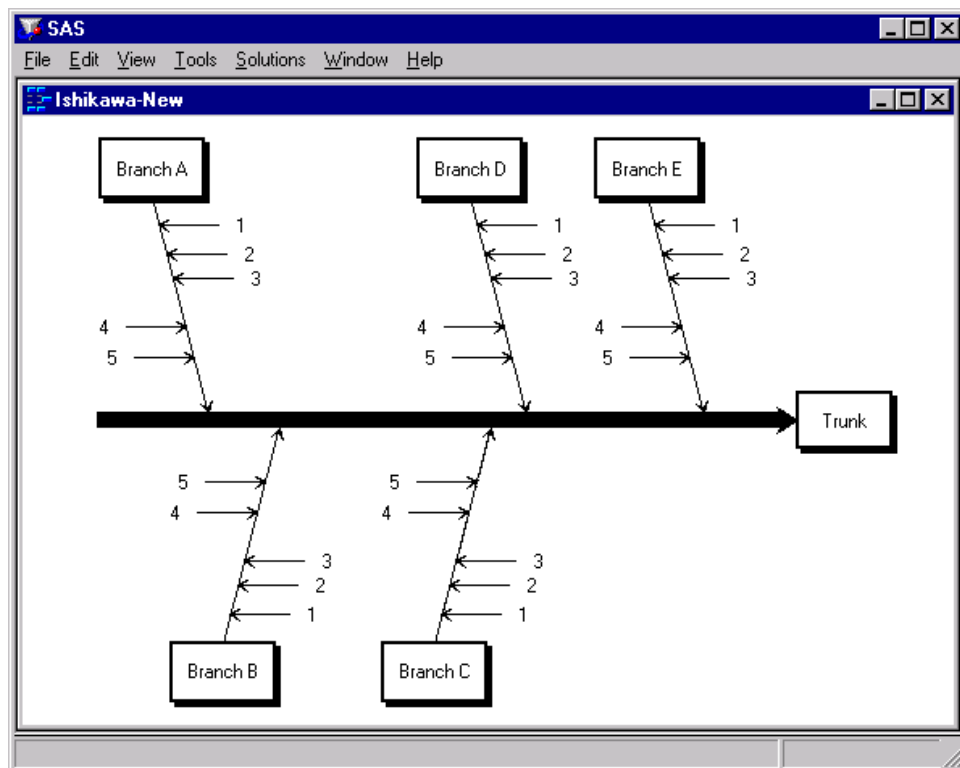 SAS
File Edit View Tools Solutions Window Help
Ishikawa-New
Branch A Branch D Branch E
1 1 1
2 2 2
3 3 3
4 4 4
5 5 5
Trunk
5 5
4 4
3 3
2 2
1 1
Branch B Branch C